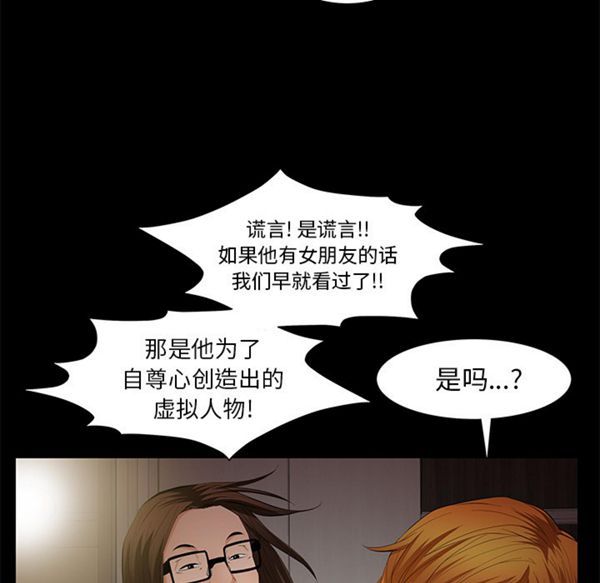 谎言! 是谎言!!
如果他有女朋友的话
我们早就看过了!!
那是他为了
自尊心创造出的
虚拟人物!
是吗...?